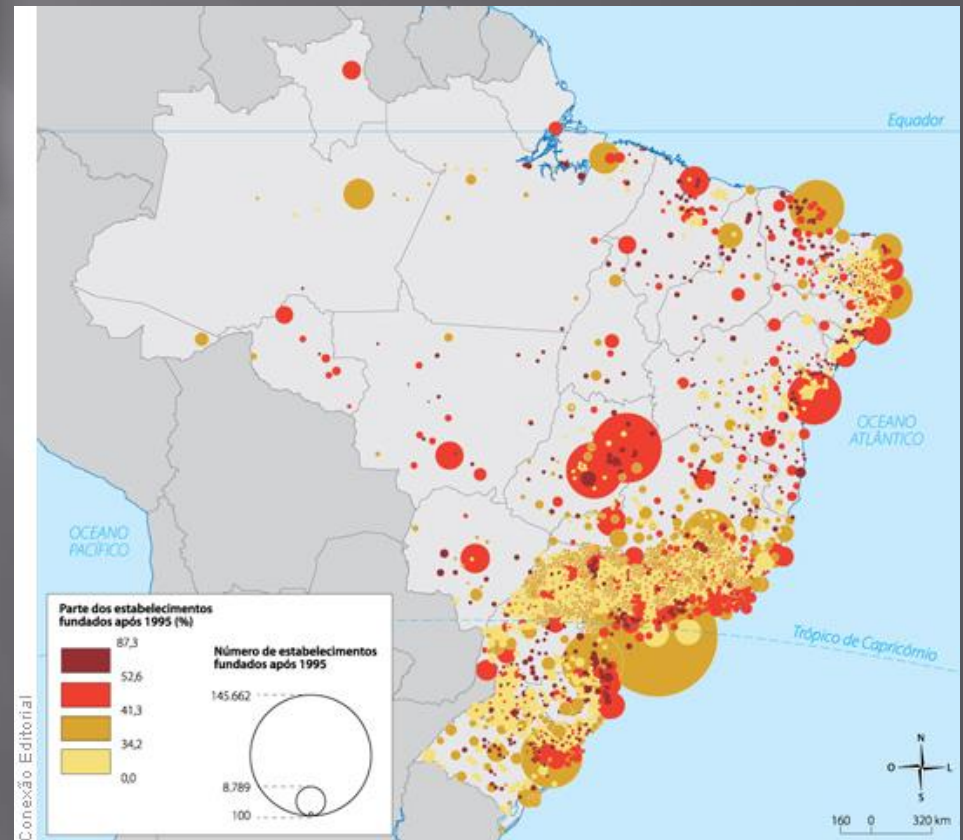 Equador
OCEANO
ATLÂNTICO
OCEANO
PACÍFICO
Trópico de Capricórnio
Parte dos estabelecimentos
fundados após 1995 (%)
87,3
52,6
41,3
34,2
0,0
Número de estabelecimentos
fundados após 1995
145.662
8.789
100
N
O
L
S
160 0 320 km
Conexão Editorial